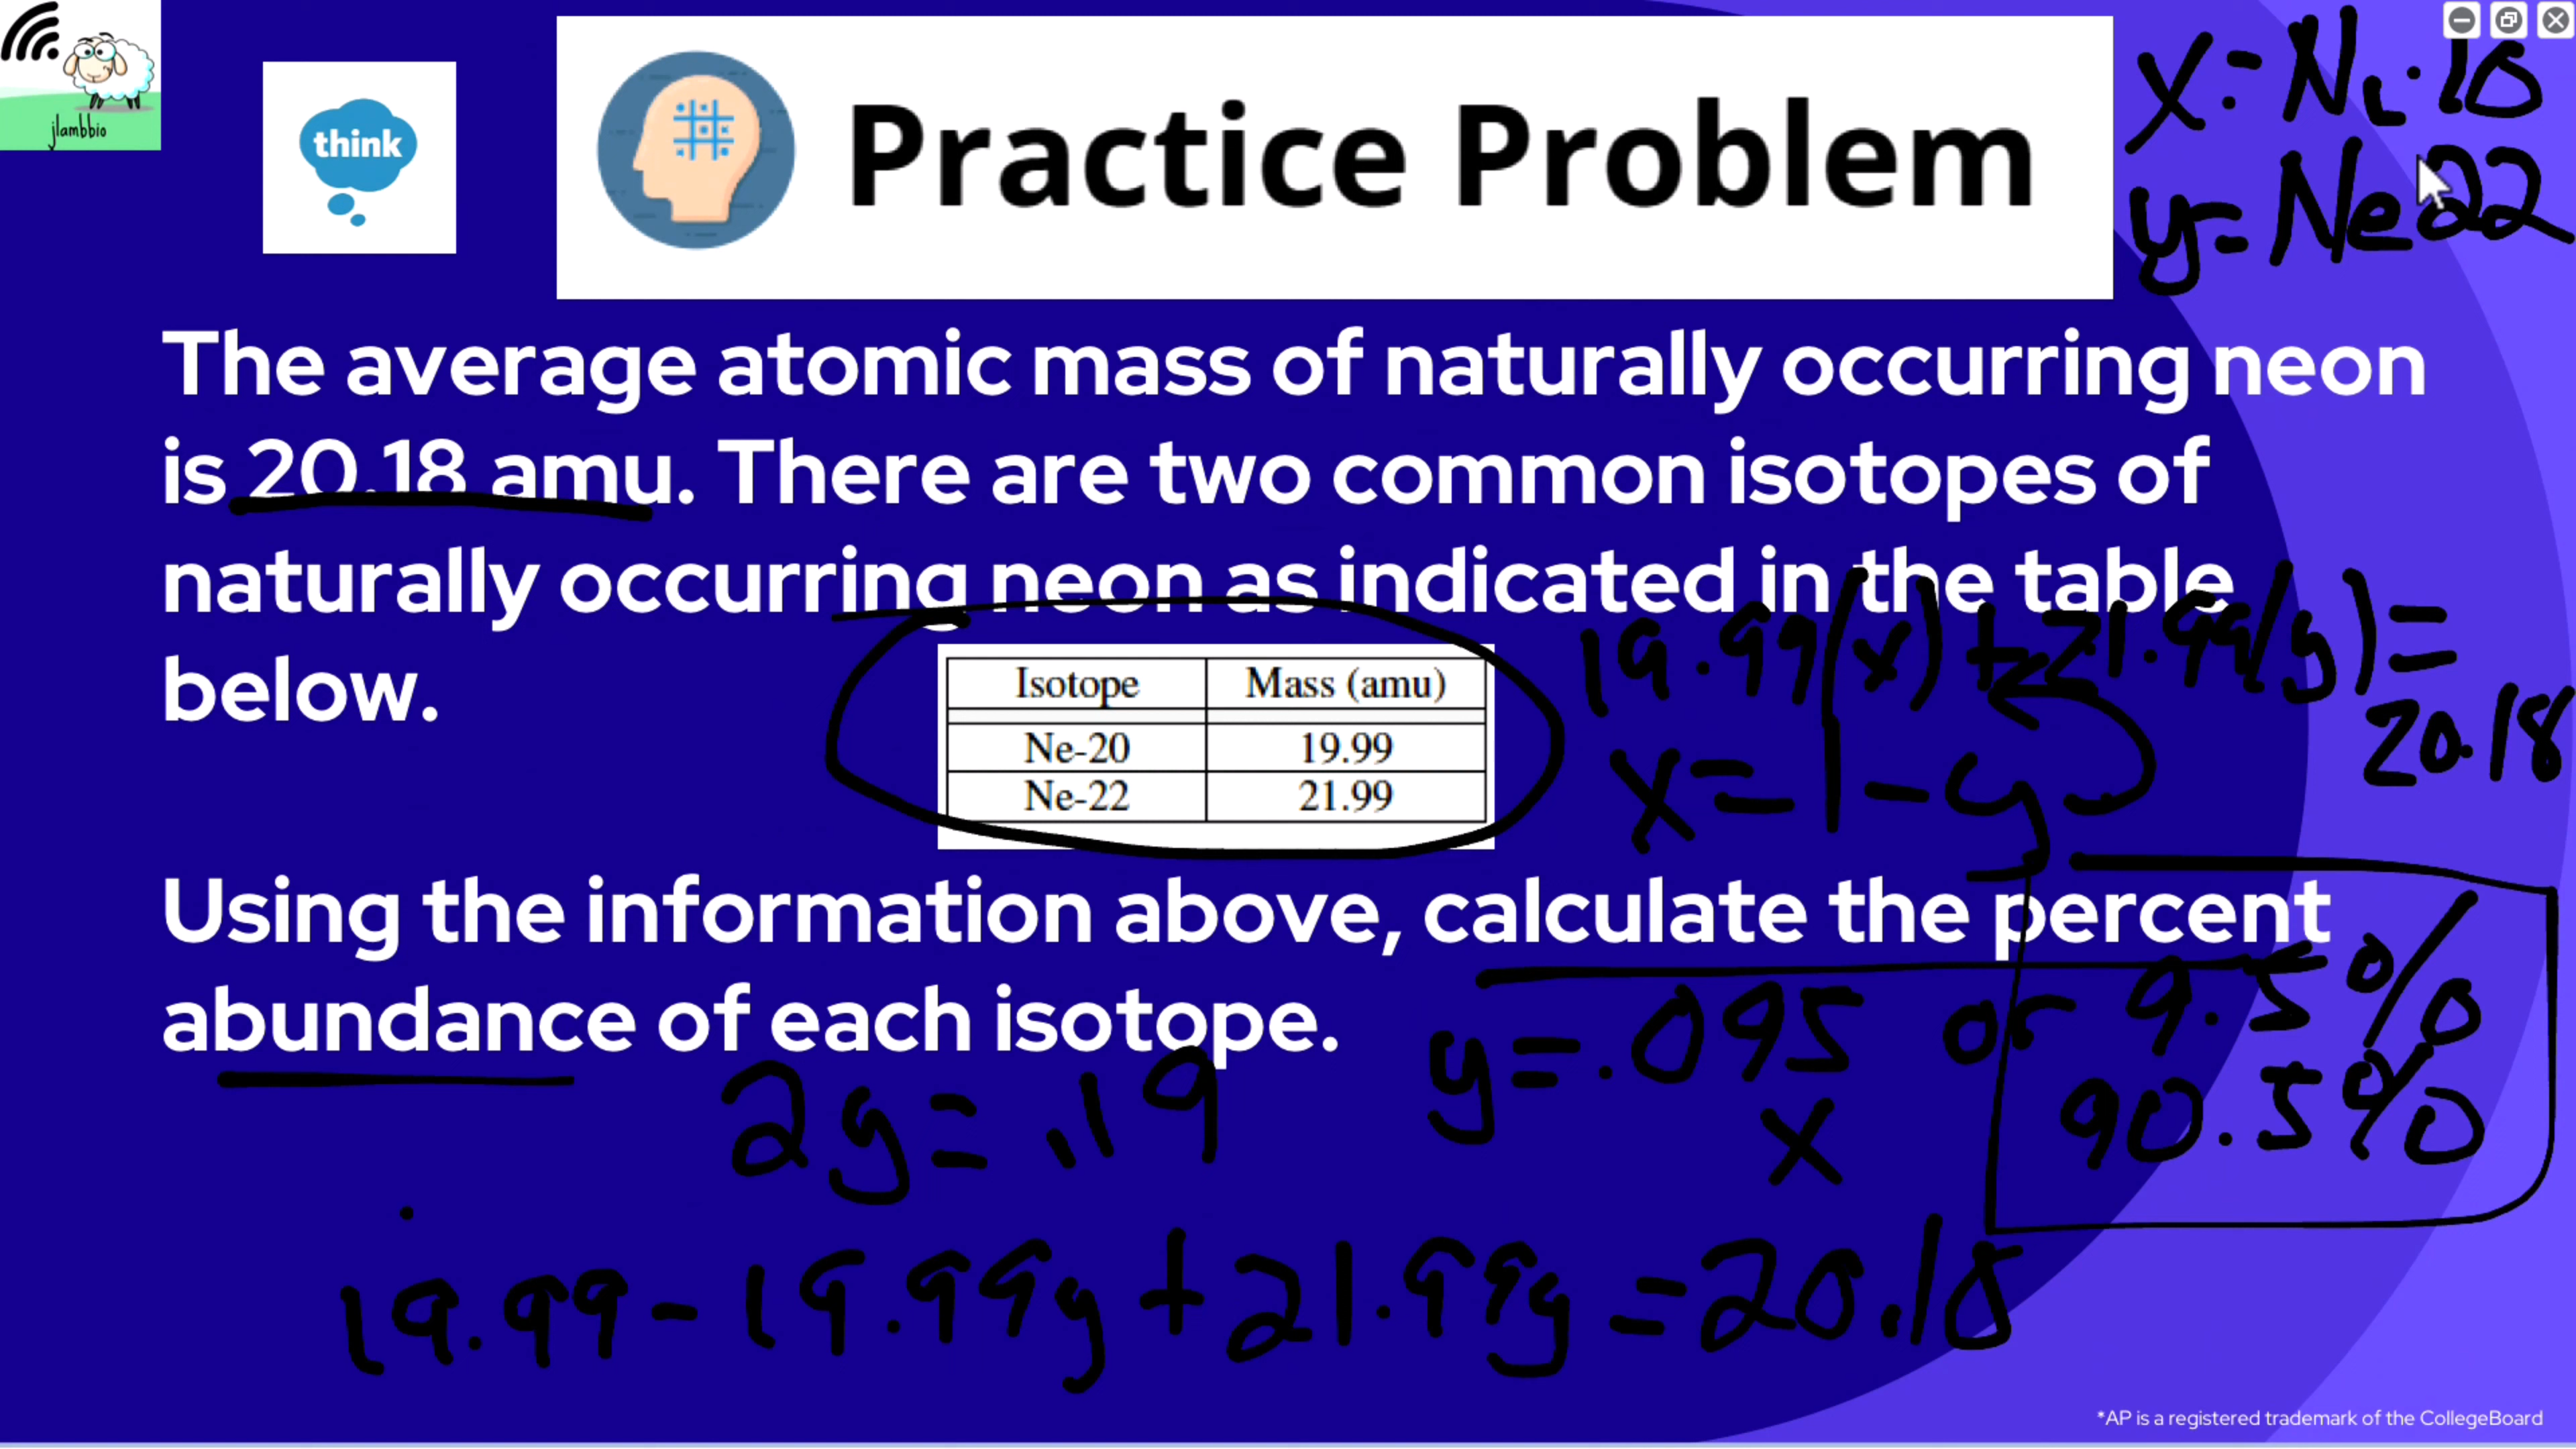 jlambbio
think
Practice Problem
x = Ne-18
y = Ne 22
The average atomic mass of naturally occurring neon
is 20.18 amu. There are two common isotopes of
naturally occurring neon as indicated in the table
below.
Isotope Mass (amu)
Ne-20 19.99
Ne-22 21.99
19.99(x) + 21.99(y) =
20.18
x = 1 - y
Using the information above, calculate the percent
abundance of each isotope.
y = .095 or 9.5%
x 90.5%
2y = .19
19.99 - 19.99y + 21.99y = 20.18
*AP is a registered trademark of the CollegeBoard